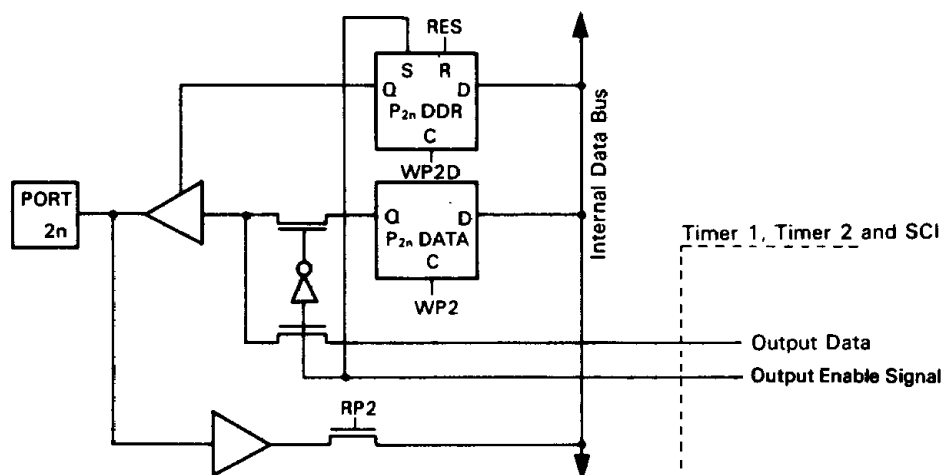 RES
S R
Q D
P2n DDR
C
WP2D
PORT
2n
Q D
P2n DATA
C
WP2
Internal Data Bus
Timer 1, Timer 2 and SCI
Output Data
Output Enable Signal
RP2